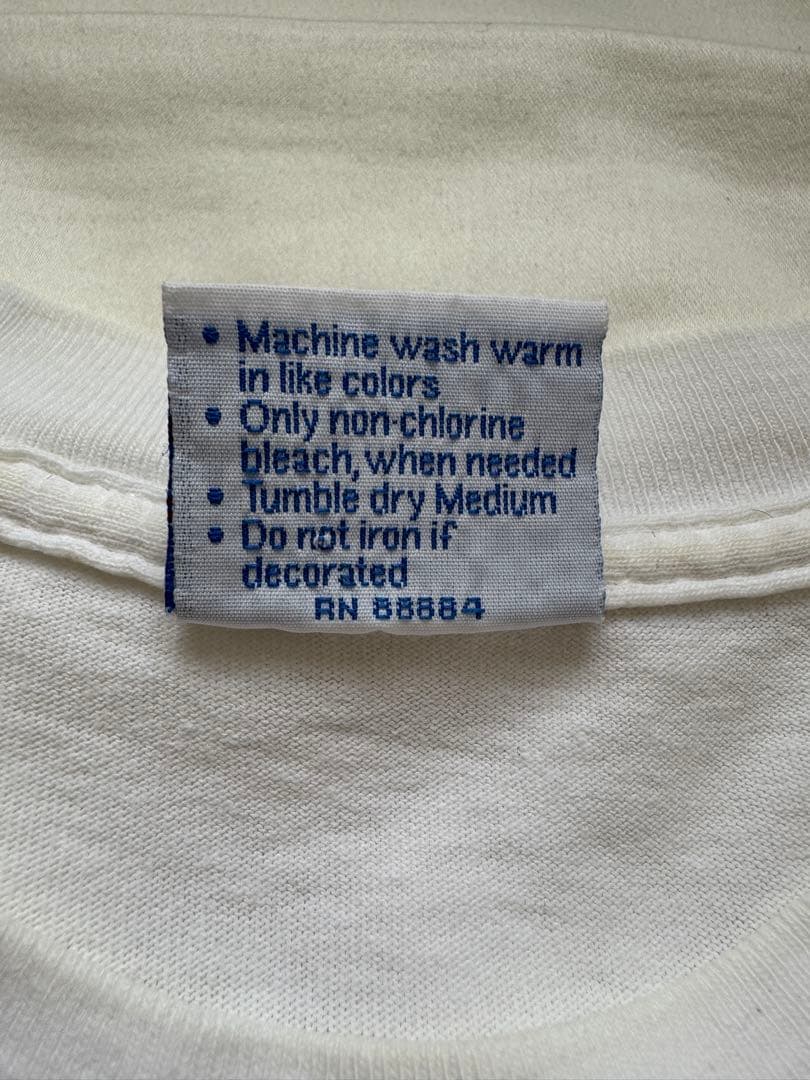 • Machine wash warm
in like colors
• Only non-chlorine
bleach, when needed
• Tumble dry Medium
• Do not iron if
decorated
RN 88884